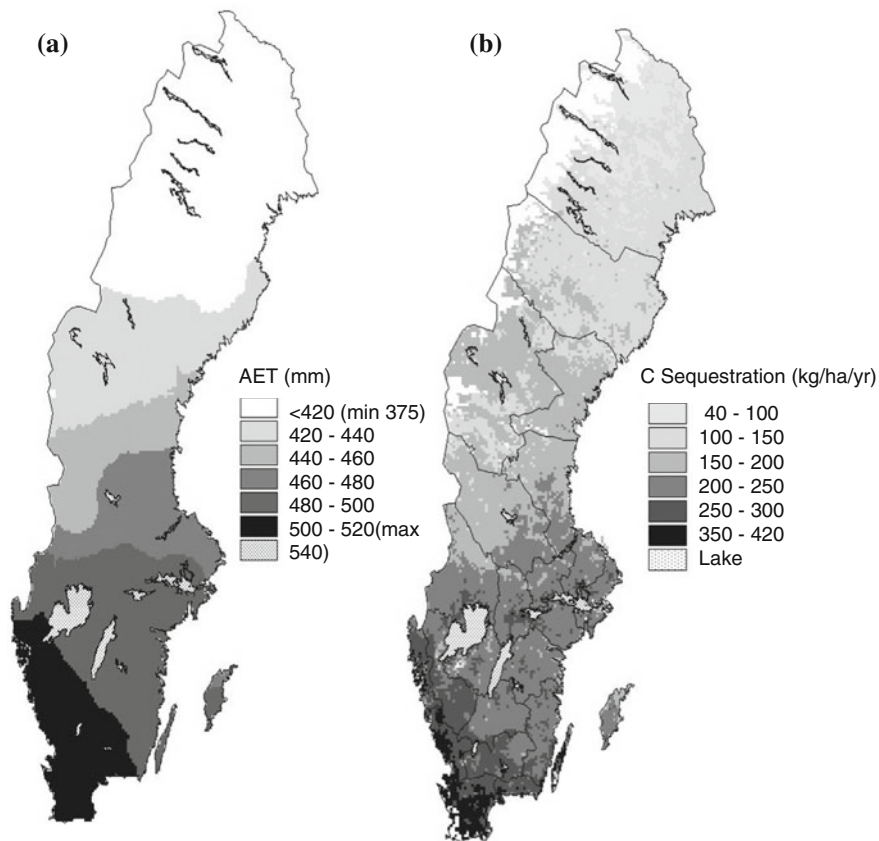 (a)
(b)
AET (mm)
<420 (min 375)
420 - 440
440 - 460
460 - 480
480 - 500
500 - 520(max
540)
C Sequestration (kg/ha/yr)
40 - 100
100 - 150
150 - 200
200 - 250
250 - 300
350 - 420
Lake